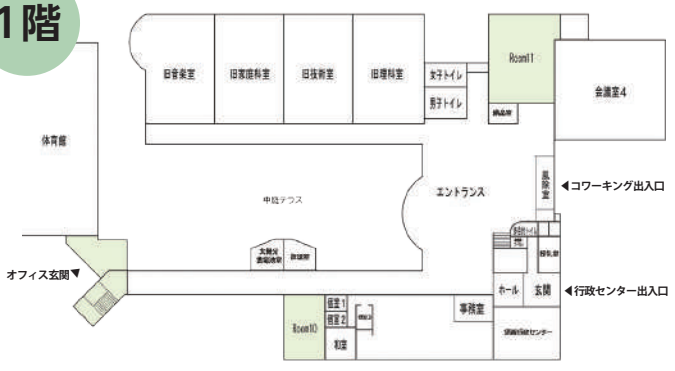 1階
旧音楽室
旧家庭科室
旧技術室
旧理科室
女子トイレ
男子トイレ
Room11
会議室4
備品室
体育館
中庭テラス
エントランス
風除室
◀コワーキング出入口
オフィス玄関▼
ホール
玄関
◀行政センター出入口
Room10
個室1
個室2
和室
事務室